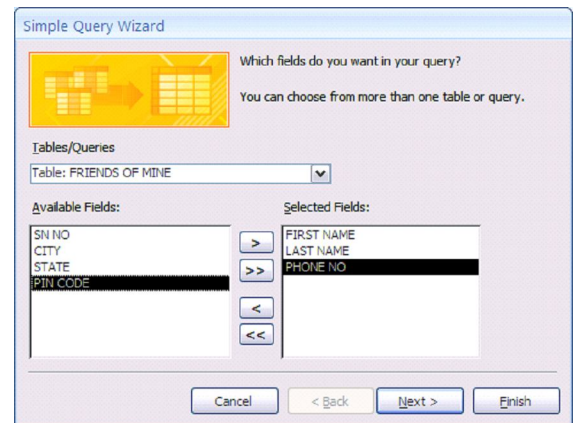 Simple Query Wizard
Which fields do you want in your query?
You can choose from more than one table or query.
Tables/Queries
Table: FRIENDS OF MINE
Available Fields:
Selected Fields:
SN NO
CITY
STATE
PIN CODE
>
>>
<
<<
FIRST NAME
LAST NAME
PHONE NO
Cancel
< Back
Next >
Finish